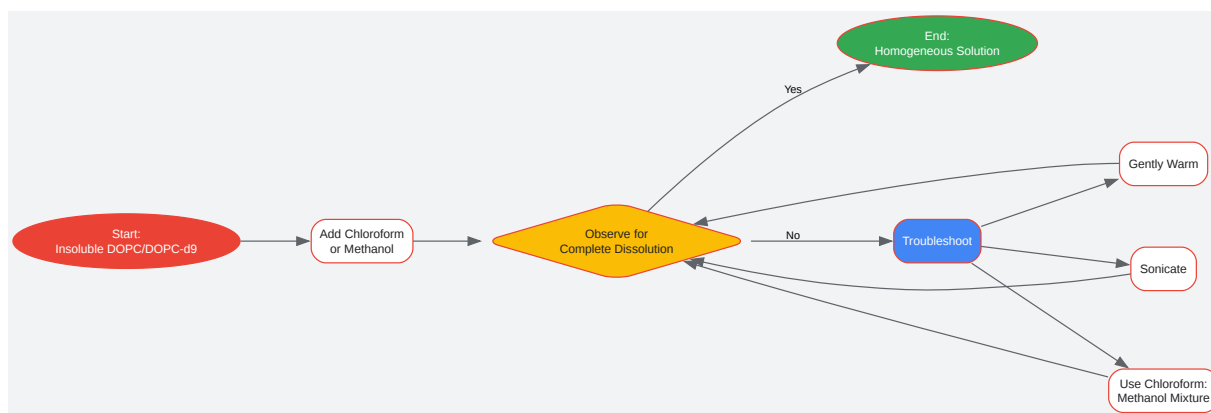 End:
Homogeneous Solution
Yes
Gently Warm
Start:
Insoluble DOPC/DOPC-d9
Add Chloroform
or Methanol
Observe for
Complete Dissolution
No
Troubleshoot
Sonicate
Use Chloroform:
Methanol Mixture